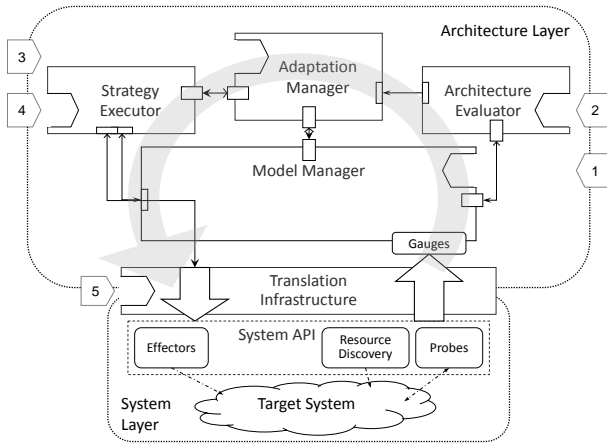 Architecture Layer
3
Strategy
Executor
4
Adaptation
Manager
Architecture
Evaluator
2
Model Manager
1
Gauges
5
Translation
Infrastructure
System API
Effectors
Resource
Discovery
Probes
Target System
System
Layer